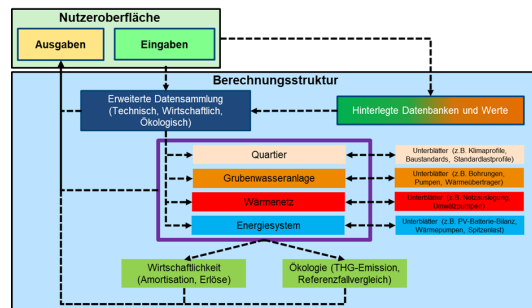 Nutzeroberfläche
Ausgaben
Eingaben
Berechnungsstruktur
Erweiterte Datensammlung
(Technisch, Wirtschaftlich,
Ökologisch)
Hinterlegte Datenbanken und Werte
Quartier
Unterblätter (z.B. Klimaprofile,
Baustandards, Standardlastprofile)
Grubenwasseranlage
Unterblätter (z.B. Bohrungen,
Pumpen, Wärmeübertrager)
Wärmenetz
Unterblätter (z.B. Netzauslegung,
Umwälzpumpen)
Energiesystem
Unterblätter (z.B. PV-Batterie-Bilanz,
Wärmepumpen, Spitzenlast)
Wirtschaftlichkeit
(Amortisation, Erlöse)
Ökologie (THG-Emission,
Referenzfallvergleich)